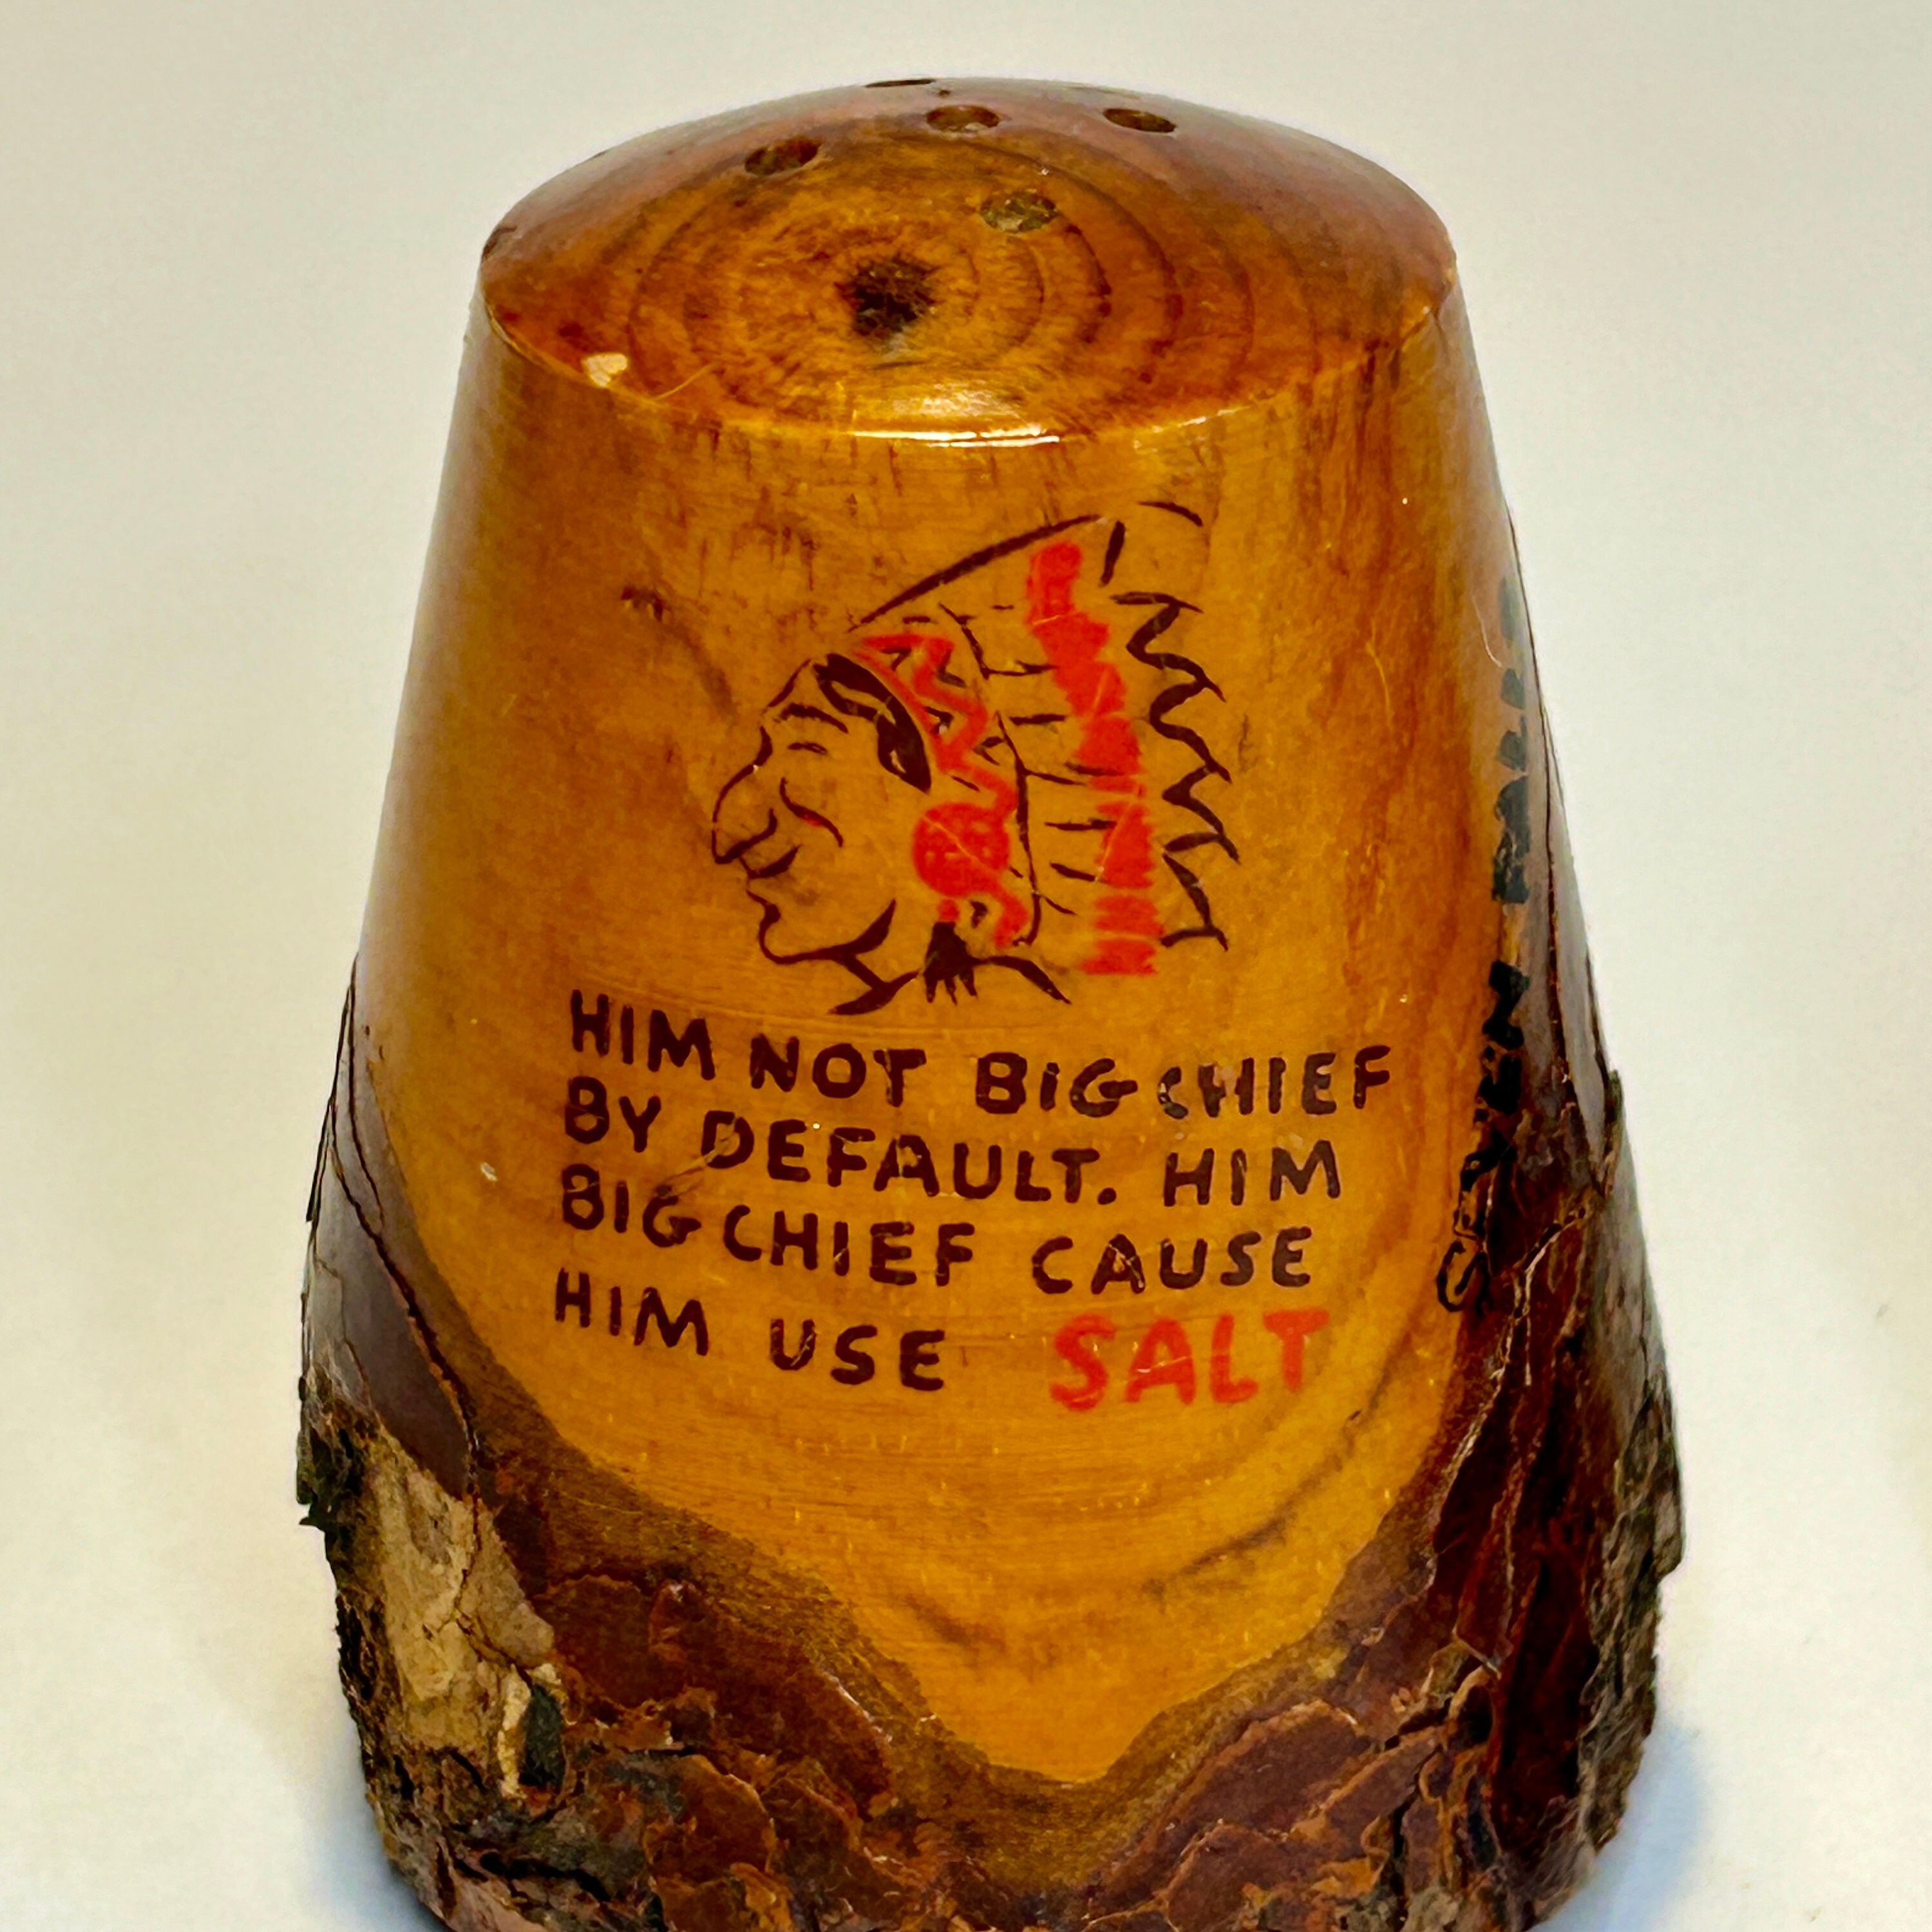 HIM NOT BIG CHIEF
BY DEFAULT. HIM
BIG CHIEF CAUSE
HIM USE SALT